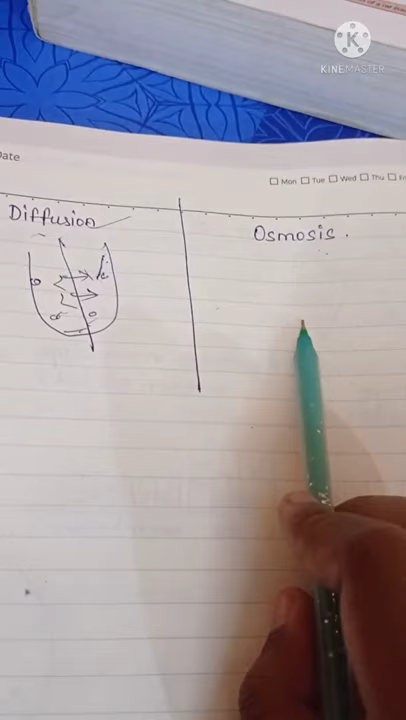 KINEMASTER
Date
Mon Tue Wed Thu
Diffusion
Osmosis.